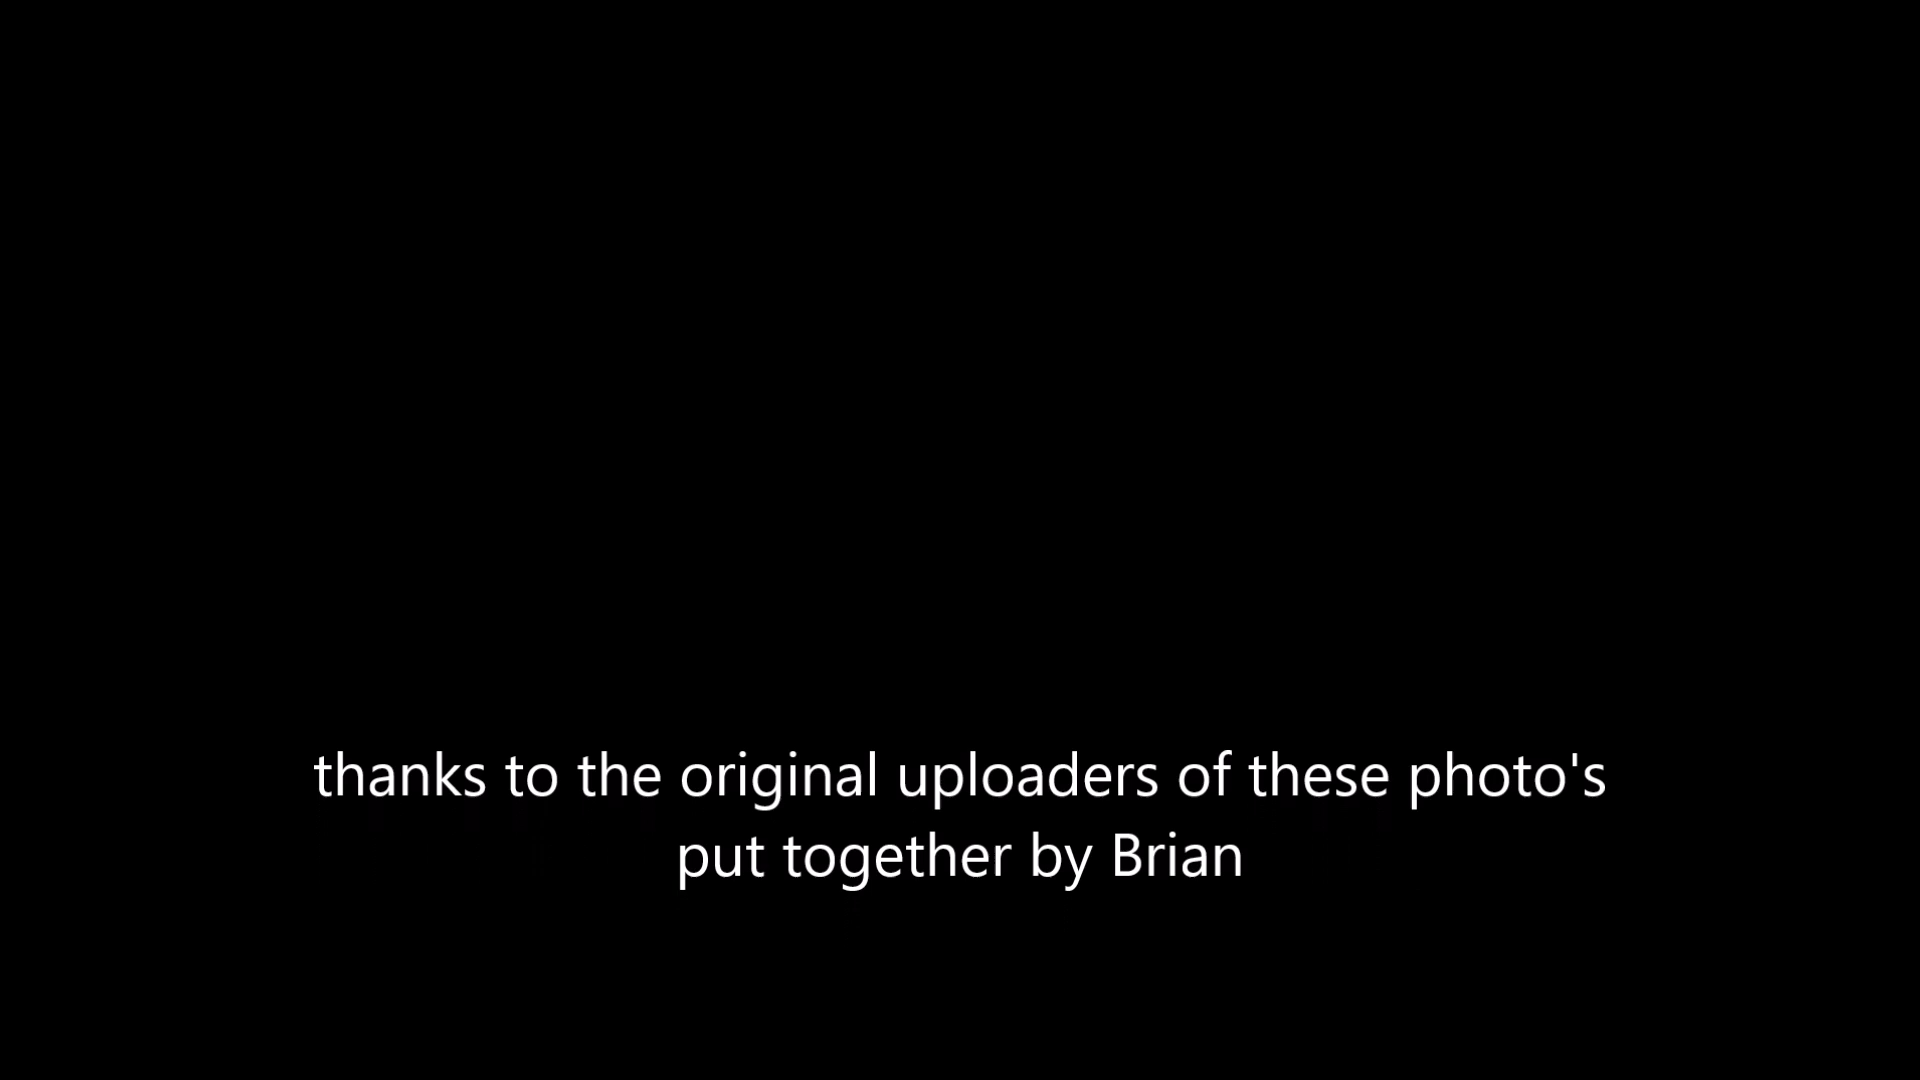 thanks to the original uploaders of these photo's
put together by Brian